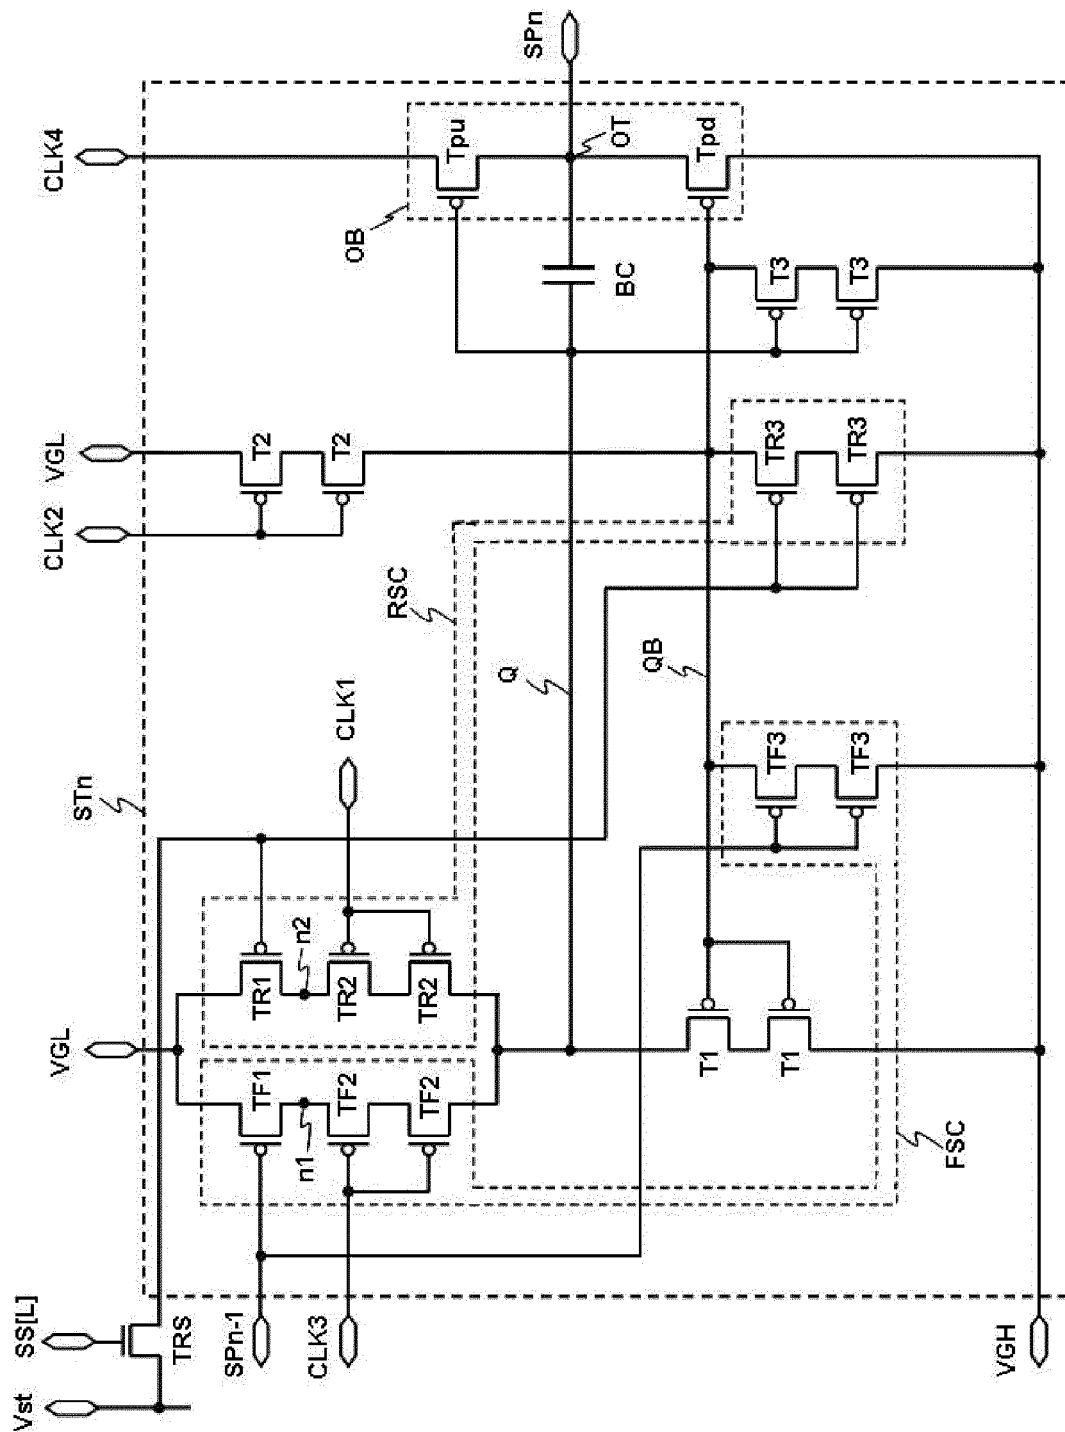 Vst
SS[L]
TRS
STn
VGL
CLK2
VGL
CLK4
SPn-1
CLK3
TF1
n1
TF2
TF2
TR1
n2
TR2
TR2
CLK1
T2
T2
RSC
OB
Tpu
SPn
OT
BC
Q
QB
Tpd
T1
T1
TF3
TF3
TR3
TR3
T3
T3
FSC
VGH